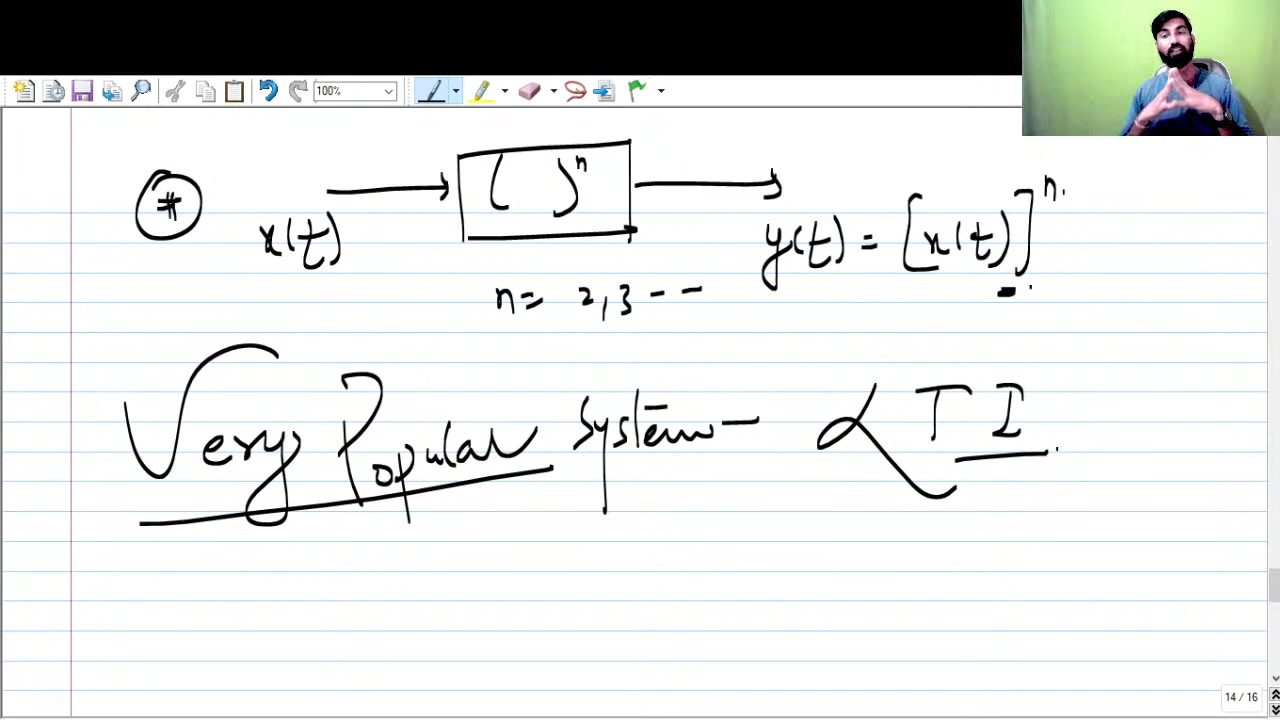 100%
* x(t) ( )ⁿ y(t) = [x(t)]ⁿ.
n = 2,3 - -
Very Popular System - LTI.
14 / 16